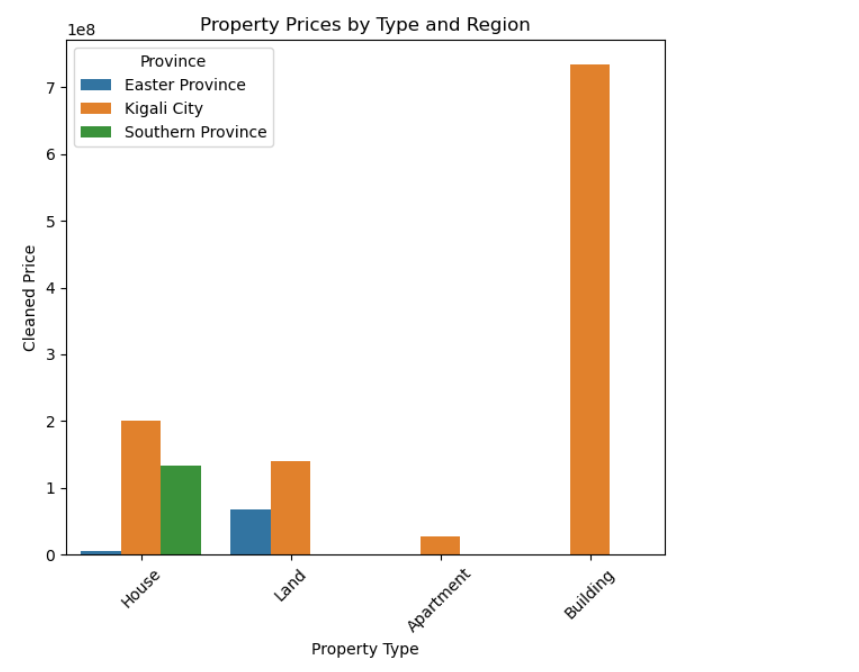 Property Prices by Type and Region
1e8
Province
Easter Province
Kigali City
Southern Province
7
6
5
4
3
2
1
0
Cleaned Price
House
Land
Apartment
Building
Property Type